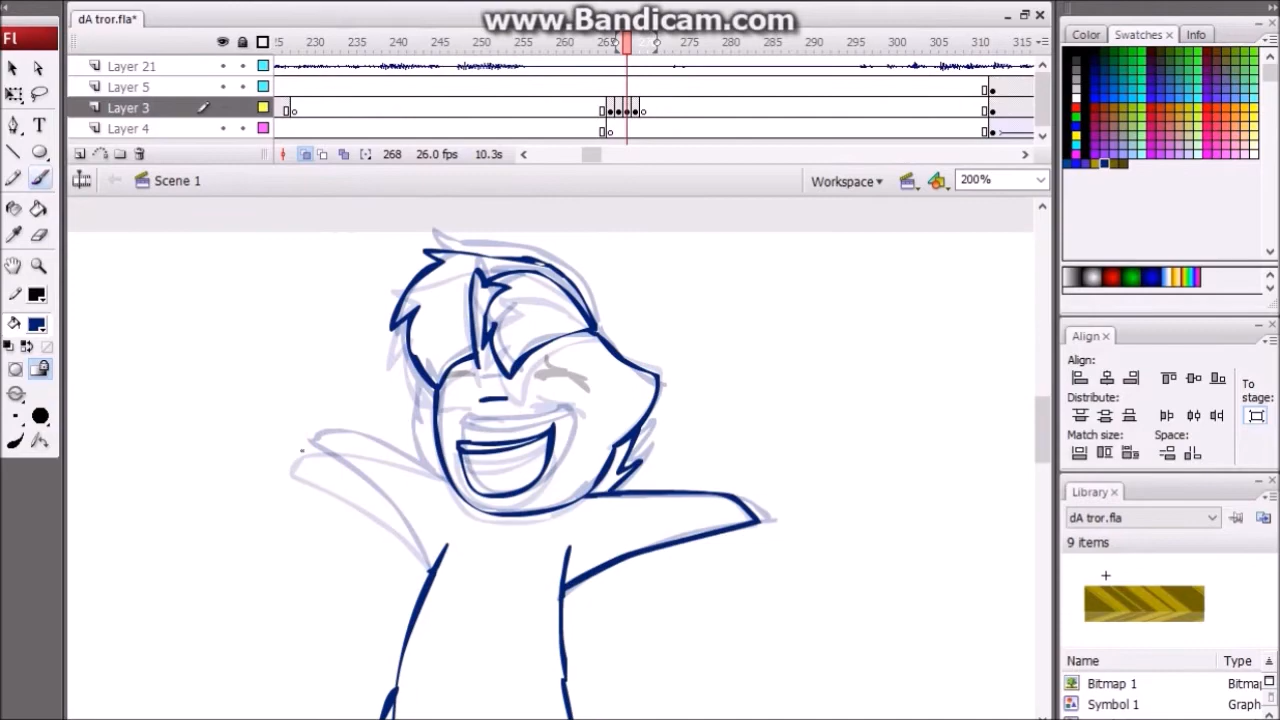 www.Bandicam.com
Fl
dA tror.fla*
Color Swatches Info
230 235 240 245 250 255 260 275 280 285 290 295 300 305 310 315
Layer 21
Layer 5
Layer 3
Layer 4
268 26.0 fps 10.3s
Scene 1
Workspace
200%
Align
Align:
Distribute:
To stage:
Match size: Space:
Library
dA tror.fla
9 items
Name Type
Bitmap 1 Bitmap
Symbol 1 Graph